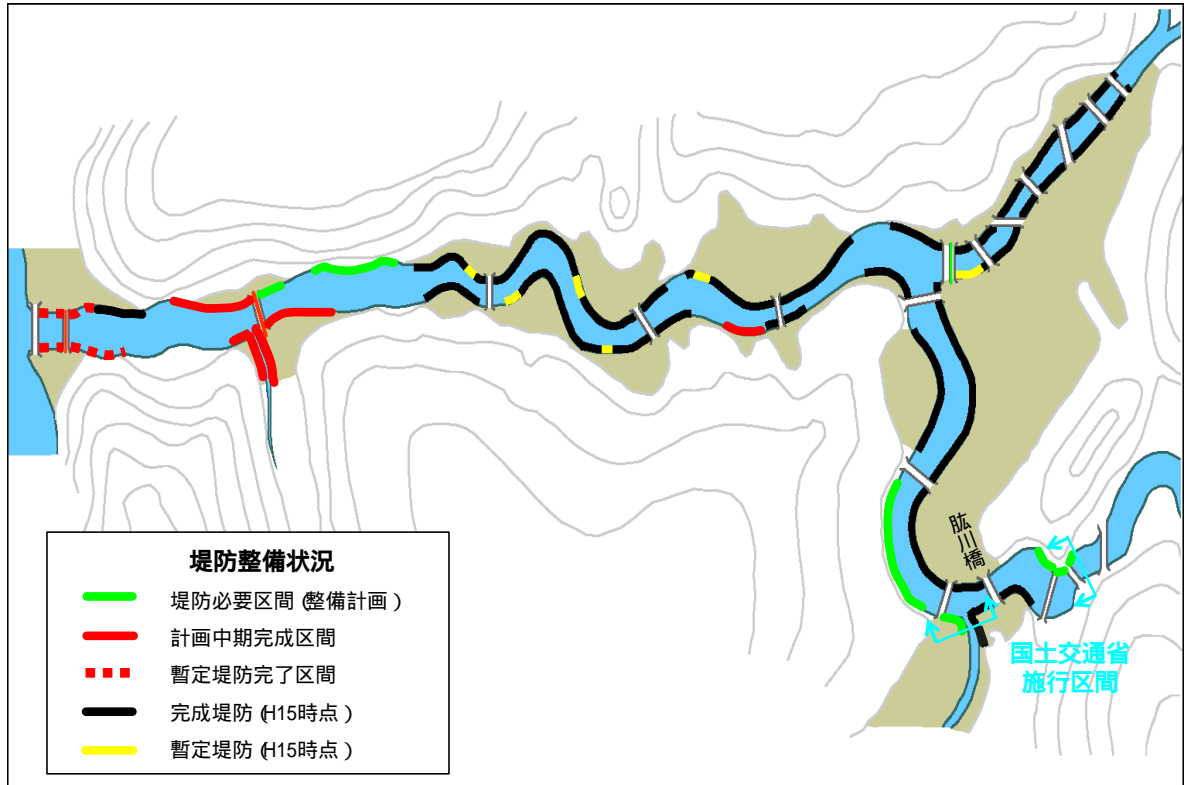 肱川橋
国土交通省
施行区間
堤防整備状況
堤防必要区間 (整備計画)
計画中期完成区間
暫定堤防完了区間
完成堤防 (H15時点)
暫定堤防 (H15時点)